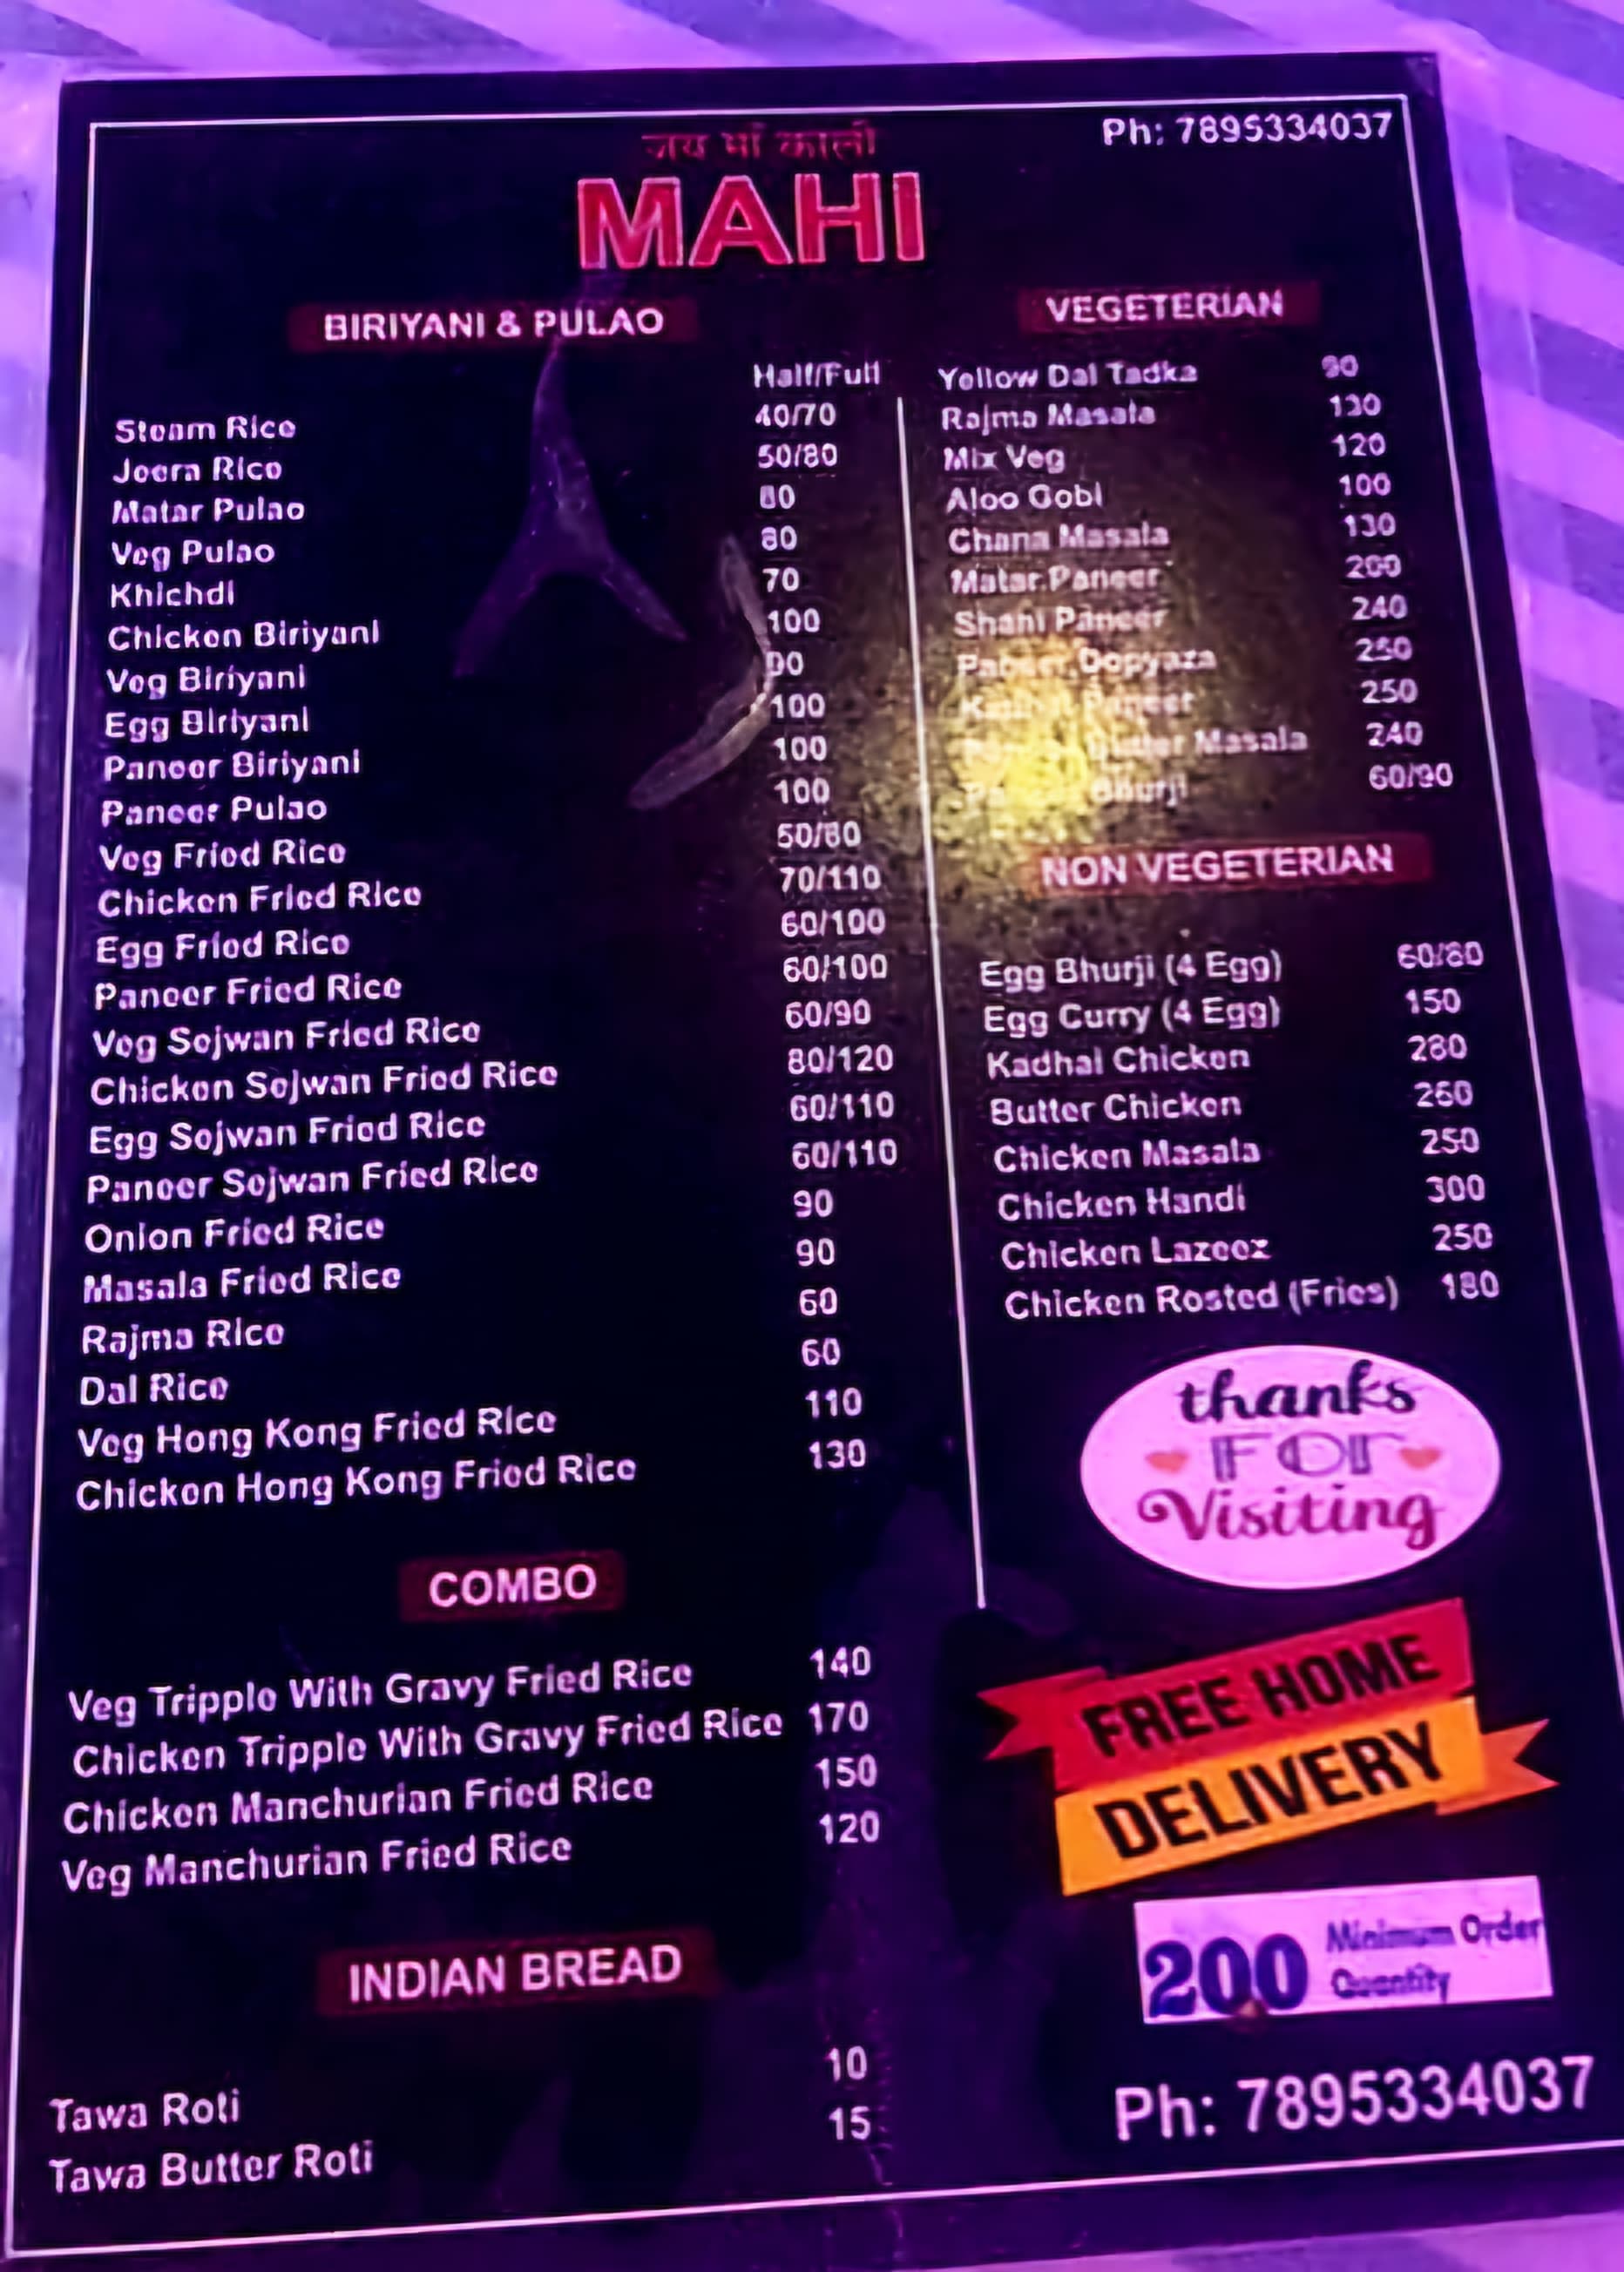 Ph: 7895334037
जय माँ काली
MAHI
BIRIYANI & PULAO
Half/Full
Steam Rice 40/70
Jeera Rice 50/80
Matar Pulao 80
Veg Pulao 80
Khichdi 70
Chicken Biriyani 100
Veg Biriyani 90
Egg Biriyani 100
Paneer Biriyani 100
Paneer Pulao 100
Veg Fried Rice 50/80
Chicken Fried Rice 70/110
Egg Fried Rice 60/100
Paneer Fried Rice 60/100
Veg Sejwan Fried Rice 60/90
Chicken Sejwan Fried Rice 80/120
Egg Sejwan Fried Rice 60/110
Paneer Sejwan Fried Rice 60/110
Onion Fried Rice 90
Masala Fried Rice 90
Rajma Rice 60
Dal Rice 60
Veg Hong Kong Fried Rice 110
Chicken Hong Kong Fried Rice 130
COMBO
Veg Tripple With Gravy Fried Rice 140
Chicken Tripple With Gravy Fried Rice 170
Chicken Manchurian Fried Rice 150
Veg Manchurian Fried Rice 120
INDIAN BREAD
Tawa Roti 10
Tawa Butter Roti 15
VEGETERIAN
Yellow Dal Tadka 90
Rajma Masala 130
Mix Veg 120
Aloo Gobi 100
Chana Masala 130
Matar Paneer 200
Shahi Paneer 240
Paneer Dopyaza 250
Paneer 250
Butter Masala 240
Bhurji 60/90
NON VEGETERIAN
Egg Bhurji (4 Egg) 60/80
Egg Curry (4 Egg) 150
Kadhai Chicken 280
Butter Chicken 260
Chicken Masala 250
Chicken Handi 300
Chicken Lazeez 250
Chicken Rosted (Fries) 180
thanks
FOr
Visiting
FREE HOME
DELIVERY
200 Minimum Order
Quantity
Ph: 7895334037